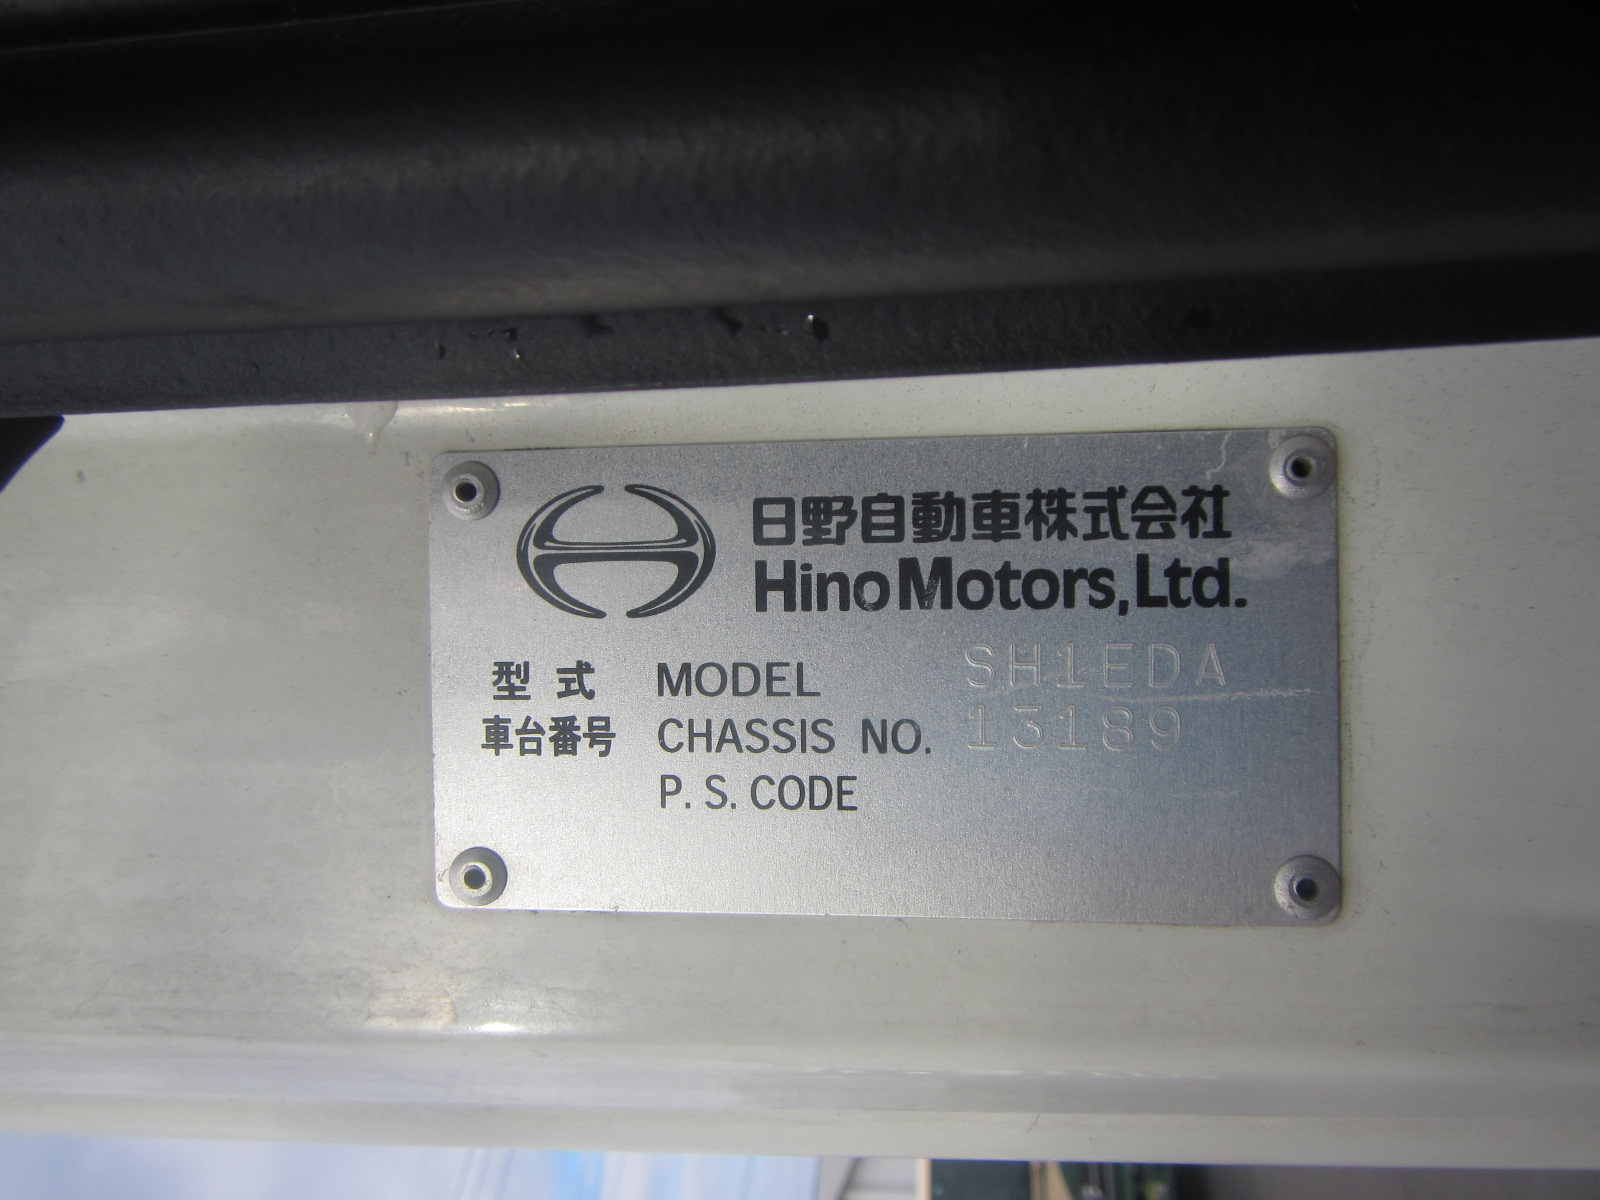 日野自動車株式会社
Hino Motors, Ltd.
型式 MODEL SH1EDA
車台番号 CHASSIS NO. 13189
P. S. CODE